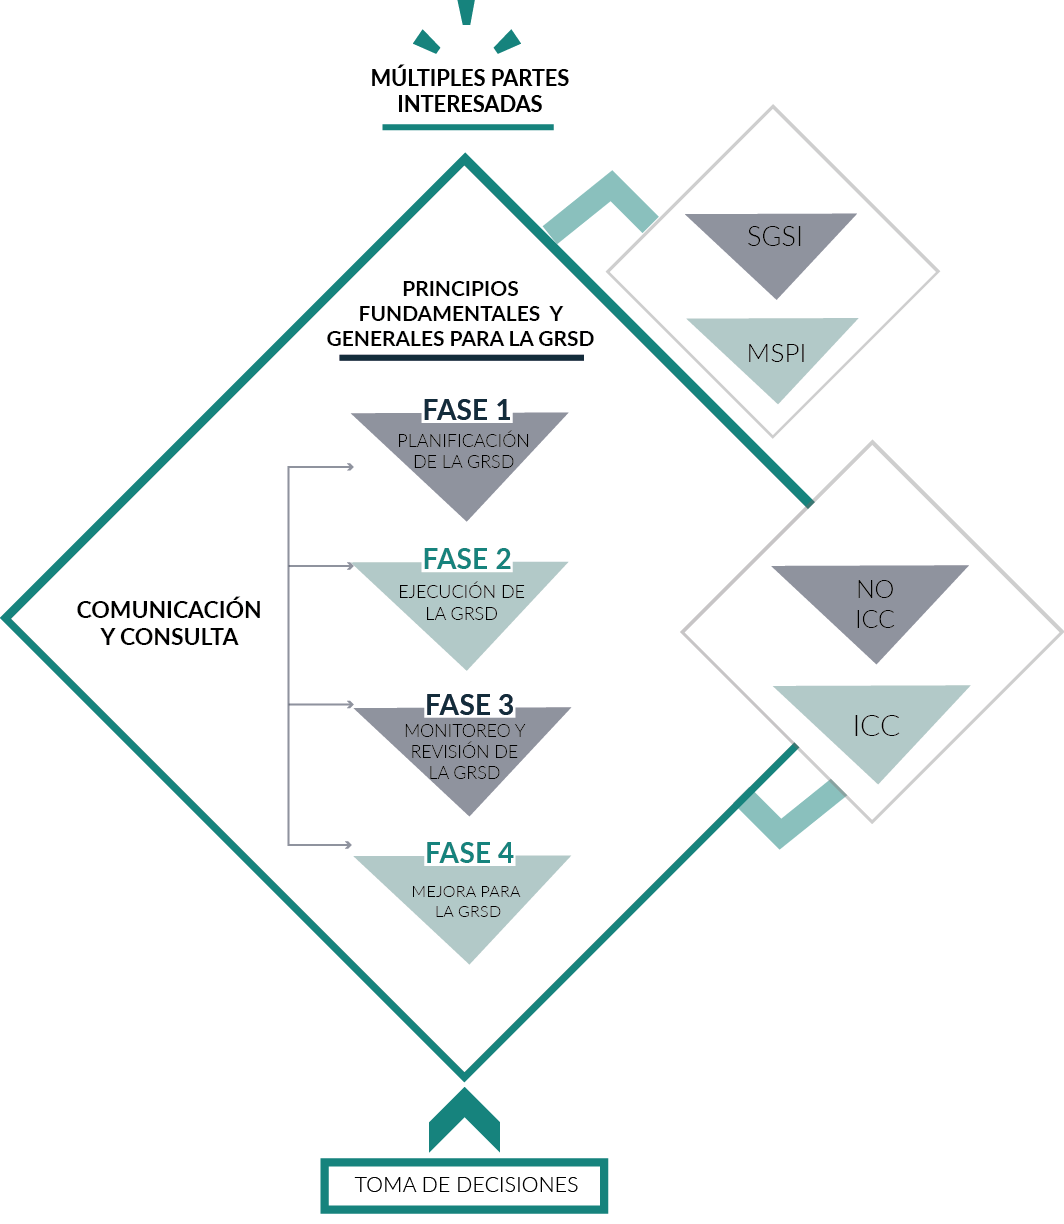 MÚLTIPLES PARTES
INTERESADAS
SGSI
MSPI
PRINCIPIOS
FUNDAMENTALES Y
GENERALES PARA LA GRSD
FASE 1
PLANIFICACIÓN
DE LA GRSD
FASE 2
EJECUCIÓN DE
LA GRSD
COMUNICACIÓN
Y CONSULTA
FASE 3
MONITOREO Y
REVISIÓN DE
LA GRSD
FASE 4
MEJORA PARA
LA GRSD
NO
ICC
ICC
TOMA DE DECISIONES